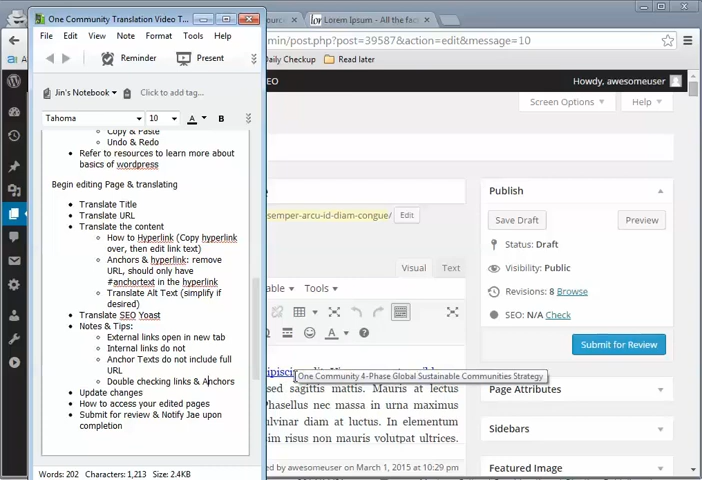 One Community Translation Video T...
File Edit View Note Format Tools Help
Reminder Present
Jin's Notebook Click to add tag...
Tahoma 10 A B
Copy & Paste
Undo & Redo
Refer to resources to learn more about
basics of wordpress
Begin editing Page & translating
Translate Title
Translate URL
Translate the content
How to Hyperlink (Copy hyperlink
over, then edit link text)
Anchors & hyperlink: remove
URL, should only have
#anchortext in the hyperlink
Translate Alt Text (simplify if
desired)
Translate SEO Yoast
Notes & Tips:
External links open in new tab
Internal links do not
Anchor Texts do not include full
URL
Double checking links & Anchors
Update changes
How to access your edited pages
Submit for review & Notify Jae upon
completion
Words: 202 Characters: 1,213 Size: 2.4KB
Lorem Ipsum - All the fac
min/post.php?post=39587&action=edit&message=10
Daily Checkup Read later
EO Howdy, awesomeuser
Screen Options Help
semper-arcu-id-diam-congue/ Edit
Visual Text
able Tools
A
One Community 4-Phase Global Sustainable Communities Strategy
sed sagittis mattis. Mauris at lectus
Phasellus nec massa in urna maximus
ulvinar diam at luctus. In elementum
im risus non mauris volutpat ultrices.
ed by awesomeuser on March 1, 2015 at 10:29 pm
Publish
Save Draft Preview
Status: Draft
Visibility: Public
Revisions: 8 Browse
SEO: N/A Check
Submit for Review
Page Attributes
Sidebars
Featured Image